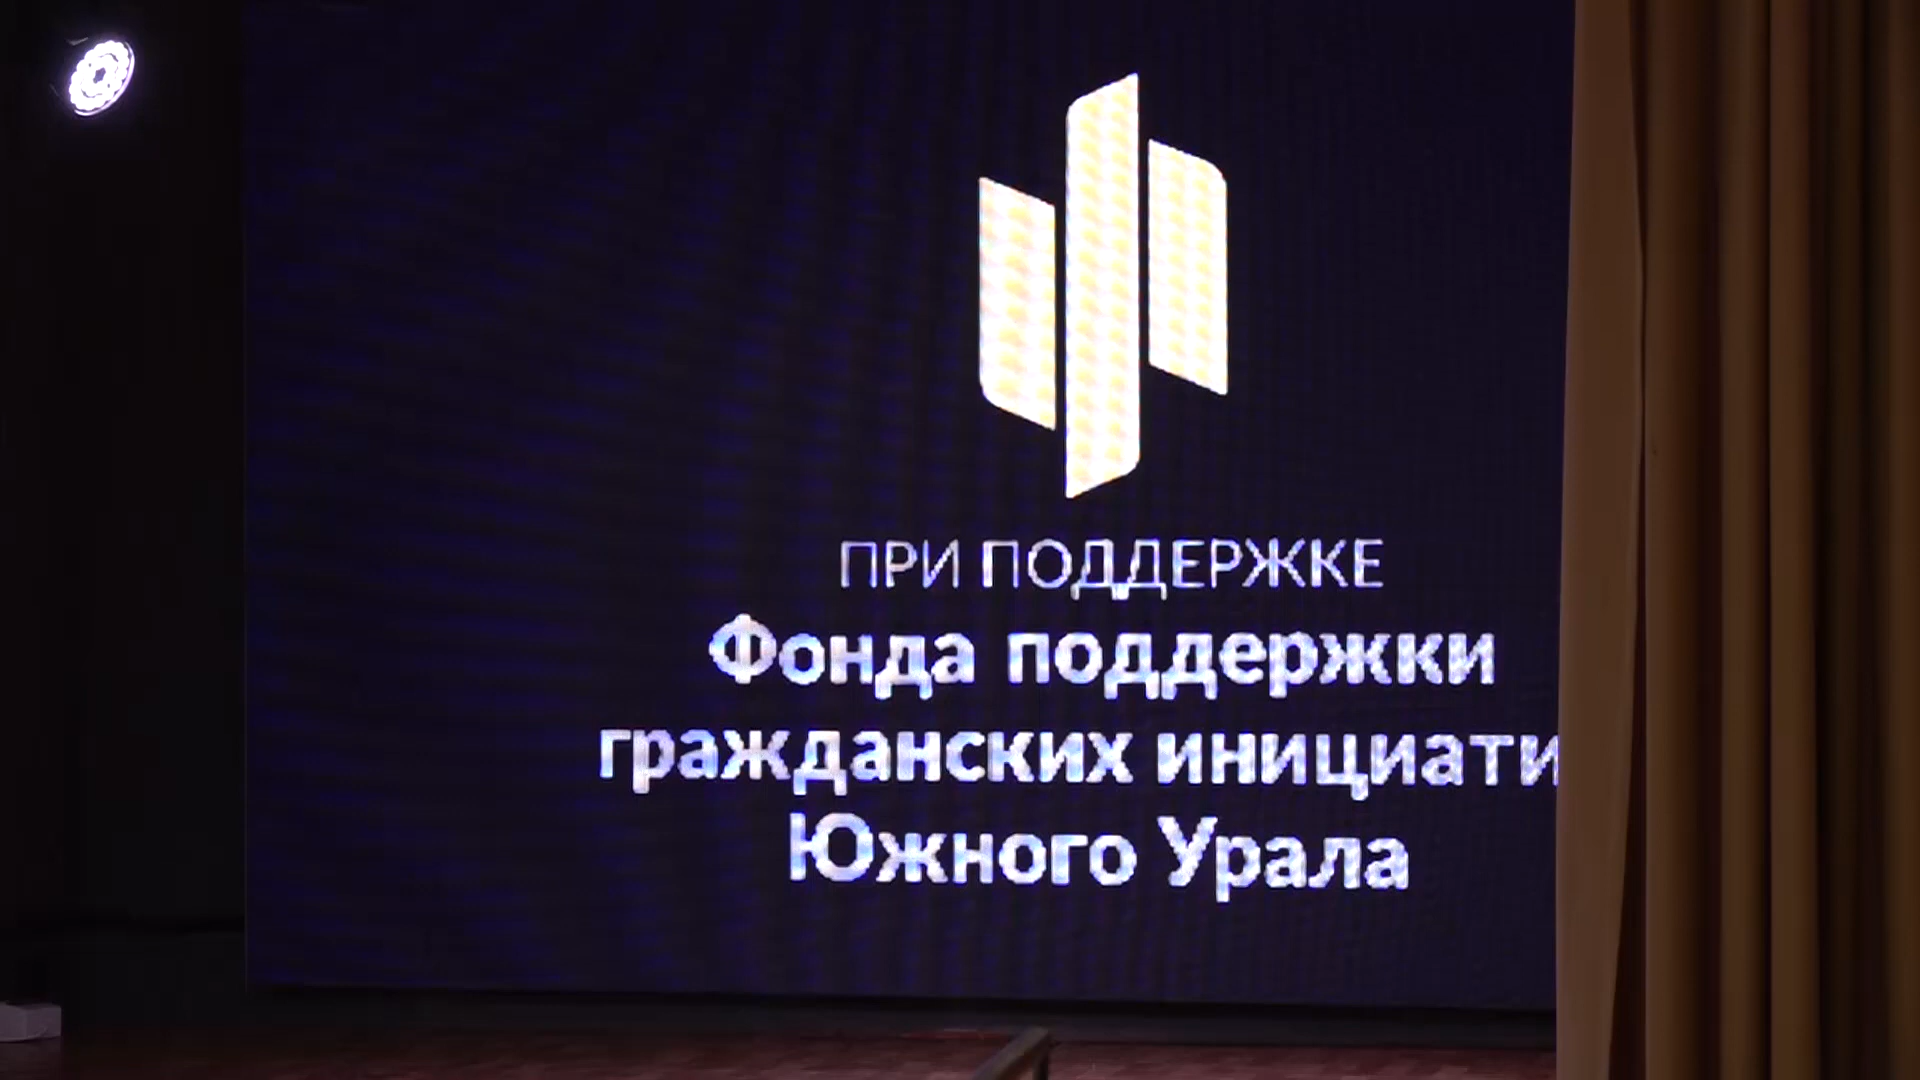 ПРИ ПОДДЕРЖКЕ
Фонда поддержки
гражданских инициати
Южного Урала